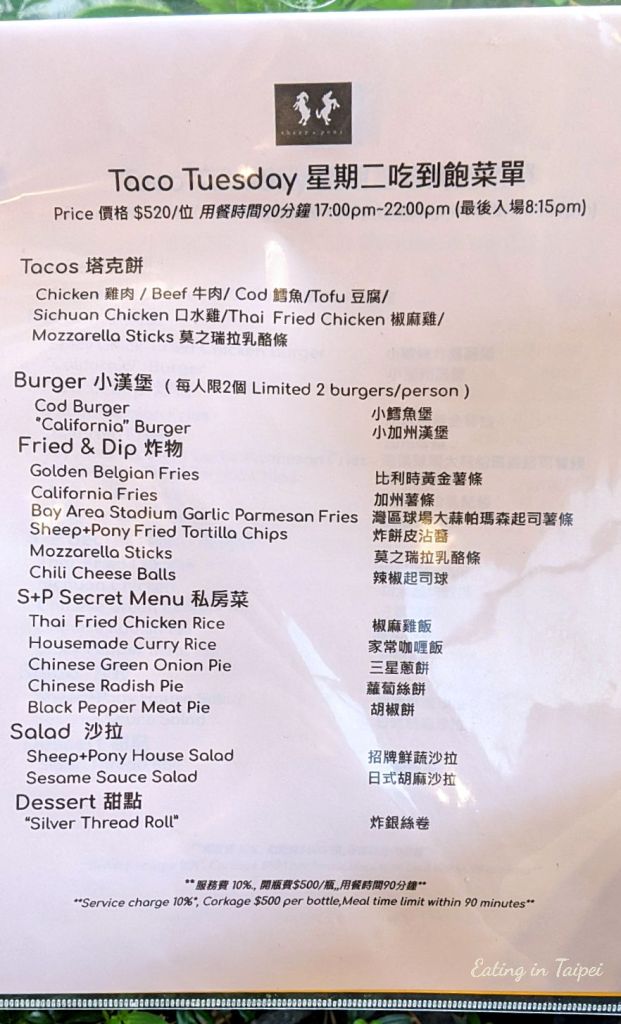 sheep + pony
Taco Tuesday 星期二吃到飽菜單
Price 價格 $520/位 用餐時間90分鐘 17:00pm~22:00pm (最後入場8:15pm)
Tacos 塔克餅
Chicken 雞肉 / Beef 牛肉/ Cod 鱈魚/Tofu 豆腐/
Sichuan Chicken 口水雞/Thai Fried Chicken 椒麻雞/
Mozzarella Sticks 莫之瑞拉乳酪條
Burger 小漢堡 ( 每人限2個 Limited 2 burgers/person )
Cod Burger 小鱈魚堡
"California" Burger 小加州漢堡
Fried & Dip 炸物
Golden Belgian Fries 比利時黃金薯條
California Fries 加州薯條
Bay Area Stadium Garlic Parmesan Fries 灣區球場大蒜帕瑪森起司薯條
Sheep+Pony Fried Tortilla Chips 炸餅皮沾醬
Mozzarella Sticks 莫之瑞拉乳酪條
Chili Cheese Balls 辣椒起司球
S+P Secret Menu 私房菜
Thai Fried Chicken Rice 椒麻雞飯
Housemade Curry Rice 家常咖喱飯
Chinese Green Onion Pie 三星蔥餅
Chinese Radish Pie 蘿蔔絲餅
Black Pepper Meat Pie 胡椒餅
Salad 沙拉
Sheep+Pony House Salad 招牌鮮蔬沙拉
Sesame Sauce Salad 日式胡麻沙拉
Dessert 甜點
"Silver Thread Roll" 炸銀絲卷
**服務費 10%., 開瓶費$500/瓶,,用餐時間90分鐘**
**Service charge 10%*, Corkage $500 per bottle,Meal time limit within 90 minutes**
Eating in Taipei